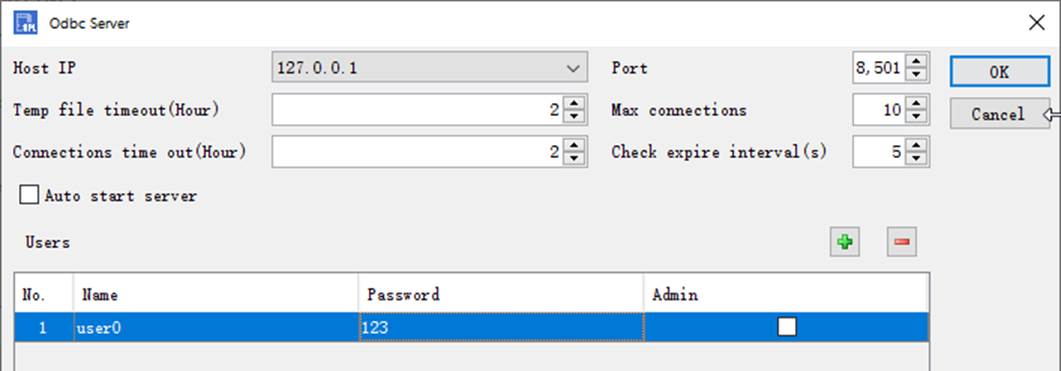 Odbc Server
Host IP 127.0.0.1 Port 8,501 OK
Temp file timeout(Hour) 2 Max connections 10 Cancel
Connections time out(Hour) 2 Check expire interval(s) 5
Auto start server
Users
No. Name Password Admin
1 user0 123